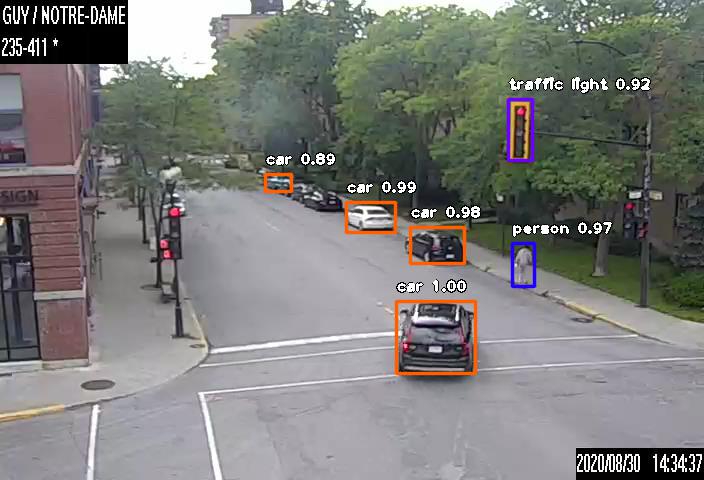 GUY / NOTRE-DAME
235-411 *
traffic light 0.92
car 0.89
car 0.99
car 0.98
person 0.97
SIGN
car 1.00
2020/08/30 14:34:37